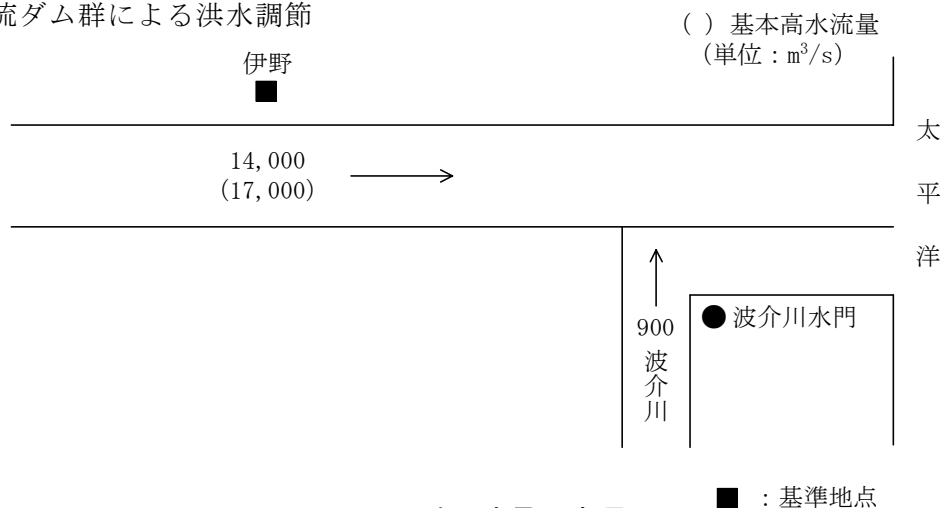 流ダム群による洪水調節
( ) 基本高水流量
(単位：m³/s)
伊野
■
太平洋
14,000
(17,000)
900
波介川
●波介川水門
■ ：基準地点